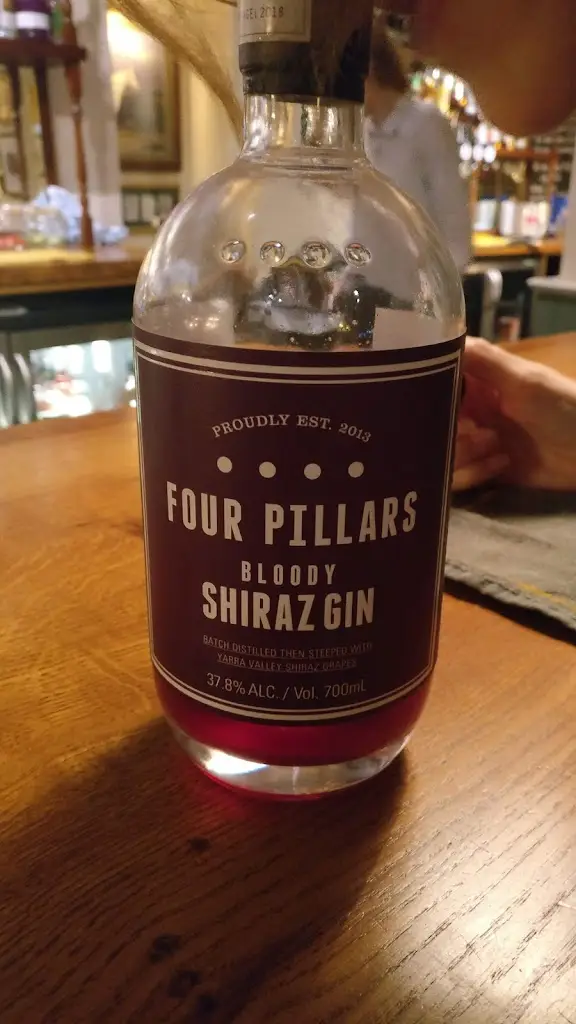 2018
PROUDLY EST. 2013
FOUR PILLARS
BLOODY
SHIRAZ GIN
BATCH DISTILLED THEN STEEPED WITH
YARRA VALLEY SHIRAZ GRAPES
37.8% ALC. / Vol. 700mL